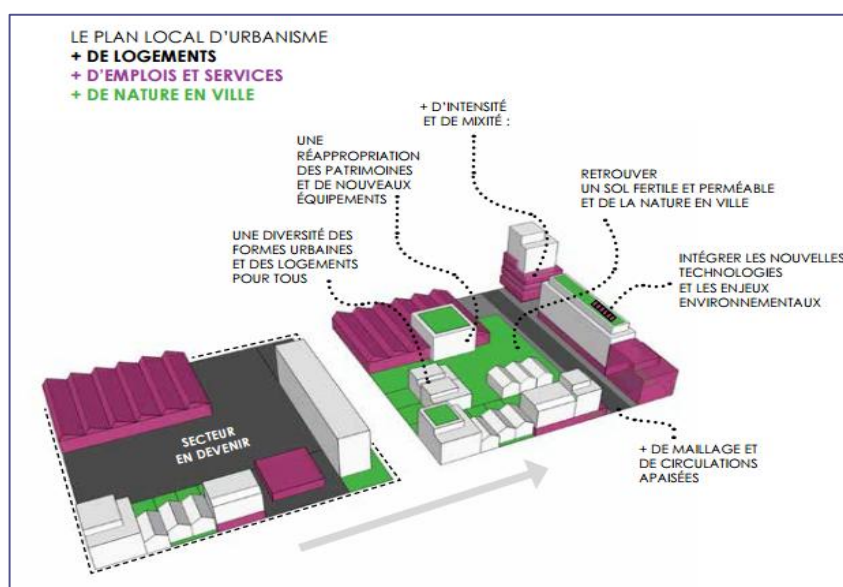 LE PLAN LOCAL D'URBANISME
+ DE LOGEMENTS
+ D'EMPLOIS ET SERVICES
+ DE NATURE EN VILLE
+ D'INTENSITÉ
ET DE MIXITÉ :
UNE
RÉAPPROPRIATION
DES PATRIMOINES
ET DE NOUVEAUX
ÉQUIPEMENTS
RETROUVER
UN SOL FERTILE ET PERMÉABLE
ET DE LA NATURE EN VILLE
UNE DIVERSITÉ DES
FORMES URBAINES
ET DES LOGEMENTS
POUR TOUS
INTÉGRER LES NOUVELLES
TECHNOLOGIES
ET LES ENJEUX
ENVIRONNEMENTAUX
SECTEUR
EN DEVENIR
+ DE MAILLAGE ET
DE CIRCULATIONS
APAISÉES